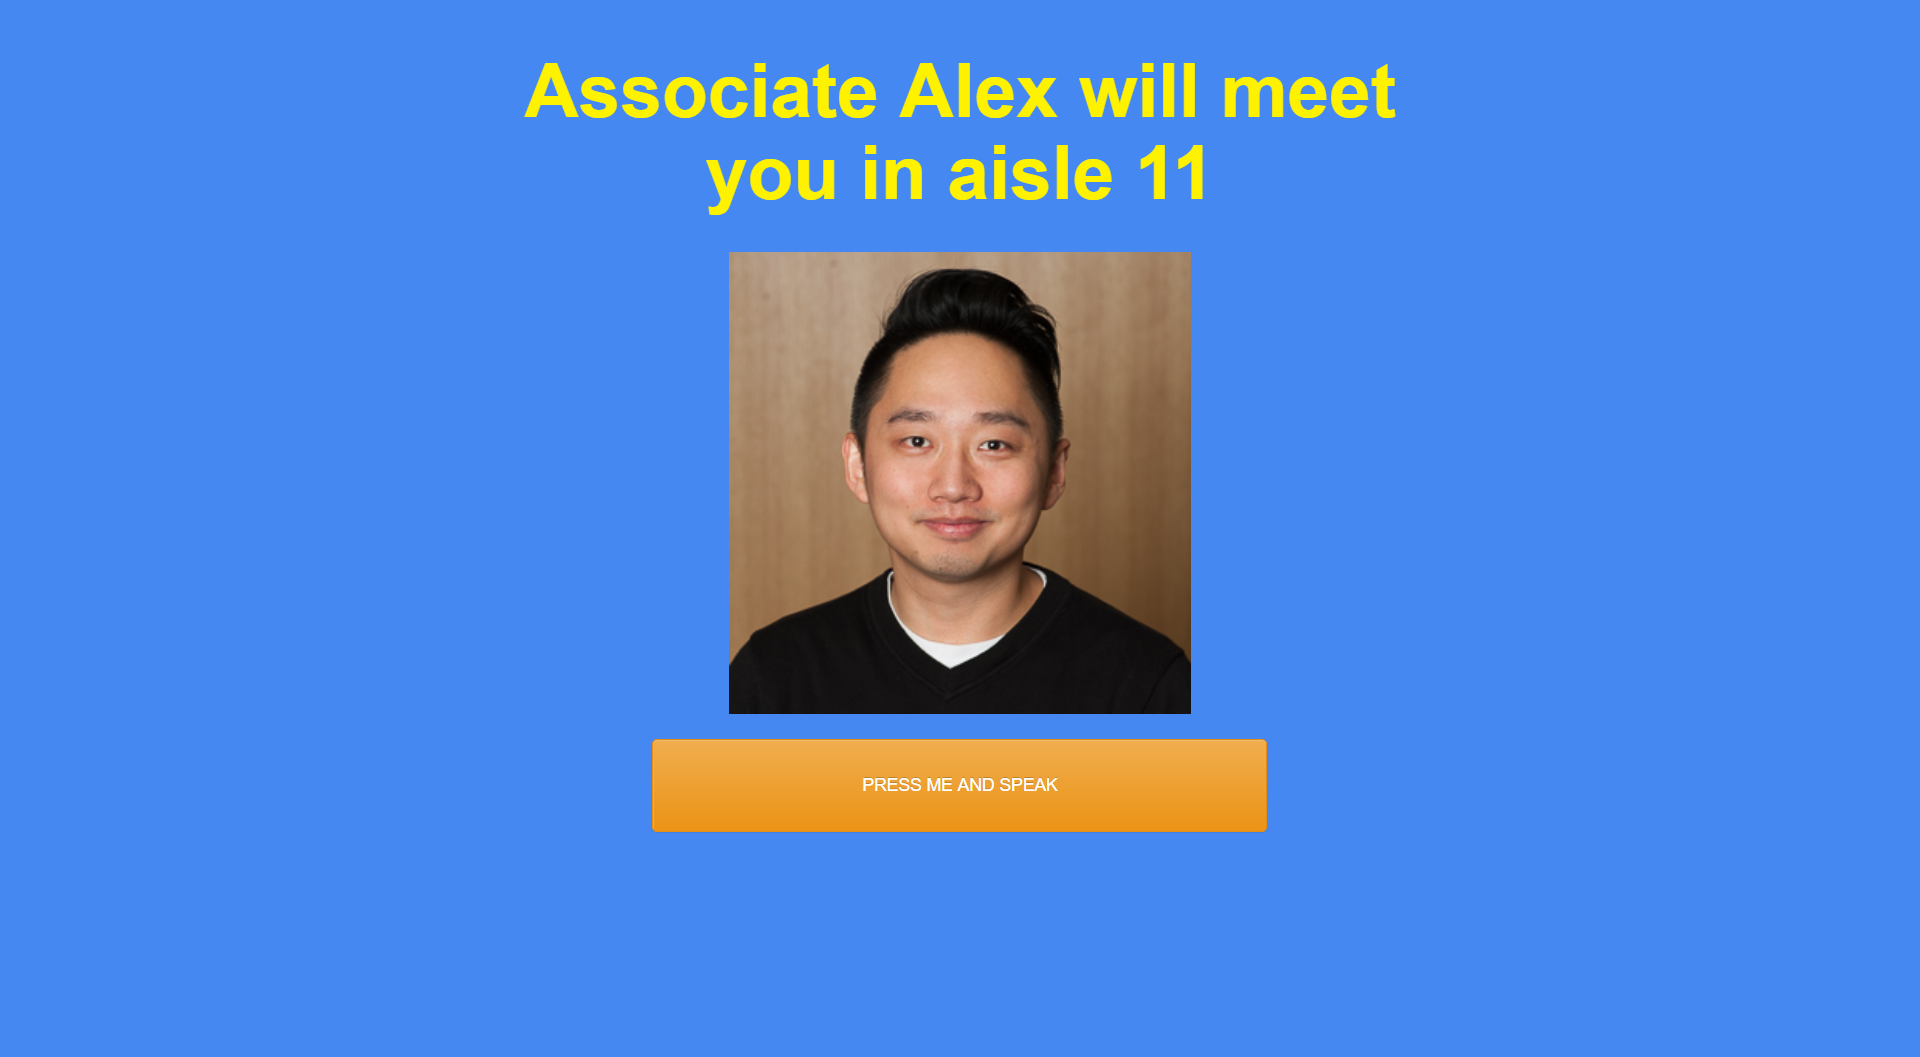 Associate Alex will meet
you in aisle 11
PRESS ME AND SPEAK